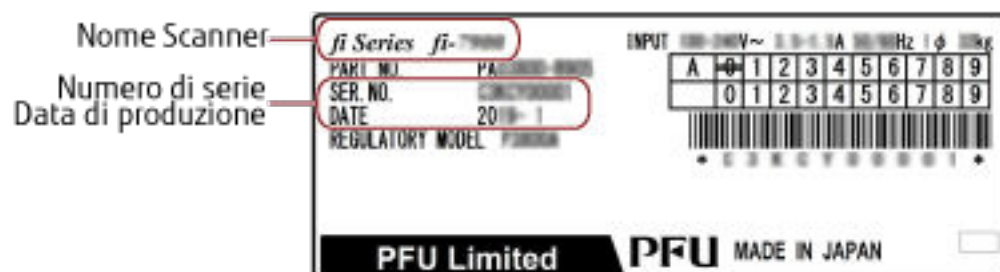 Nome Scanner
Numero di serie
Data di produzione
fi Series fi-
PART NO. PA
SER. NO.
DATE 20
REGULATORY MODEL
INPUT V~ A Hz 1φ kg
A 0 1 2 3 4 5 6 7 8 9
0 1 2 3 4 5 6 7 8 9
PFU Limited
PFU MADE IN JAPAN